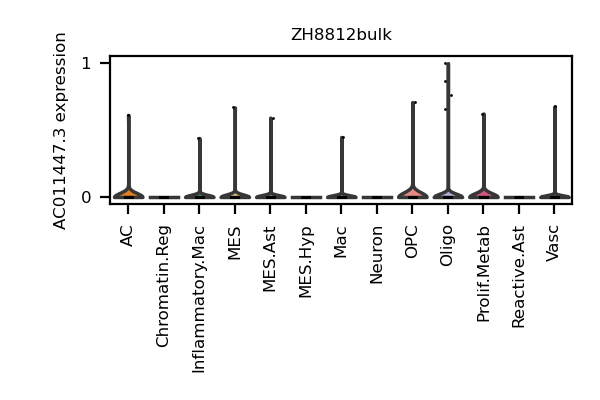 ZH8812bulk
AC011447.3 expression
1
0
AC
Chromatin.Reg
Inflammatory.Mac
MES
MES.Ast
MES.Hyp
Mac
Neuron
OPC
Oligo
Prolif.Metab
Reactive.Ast
Vasc